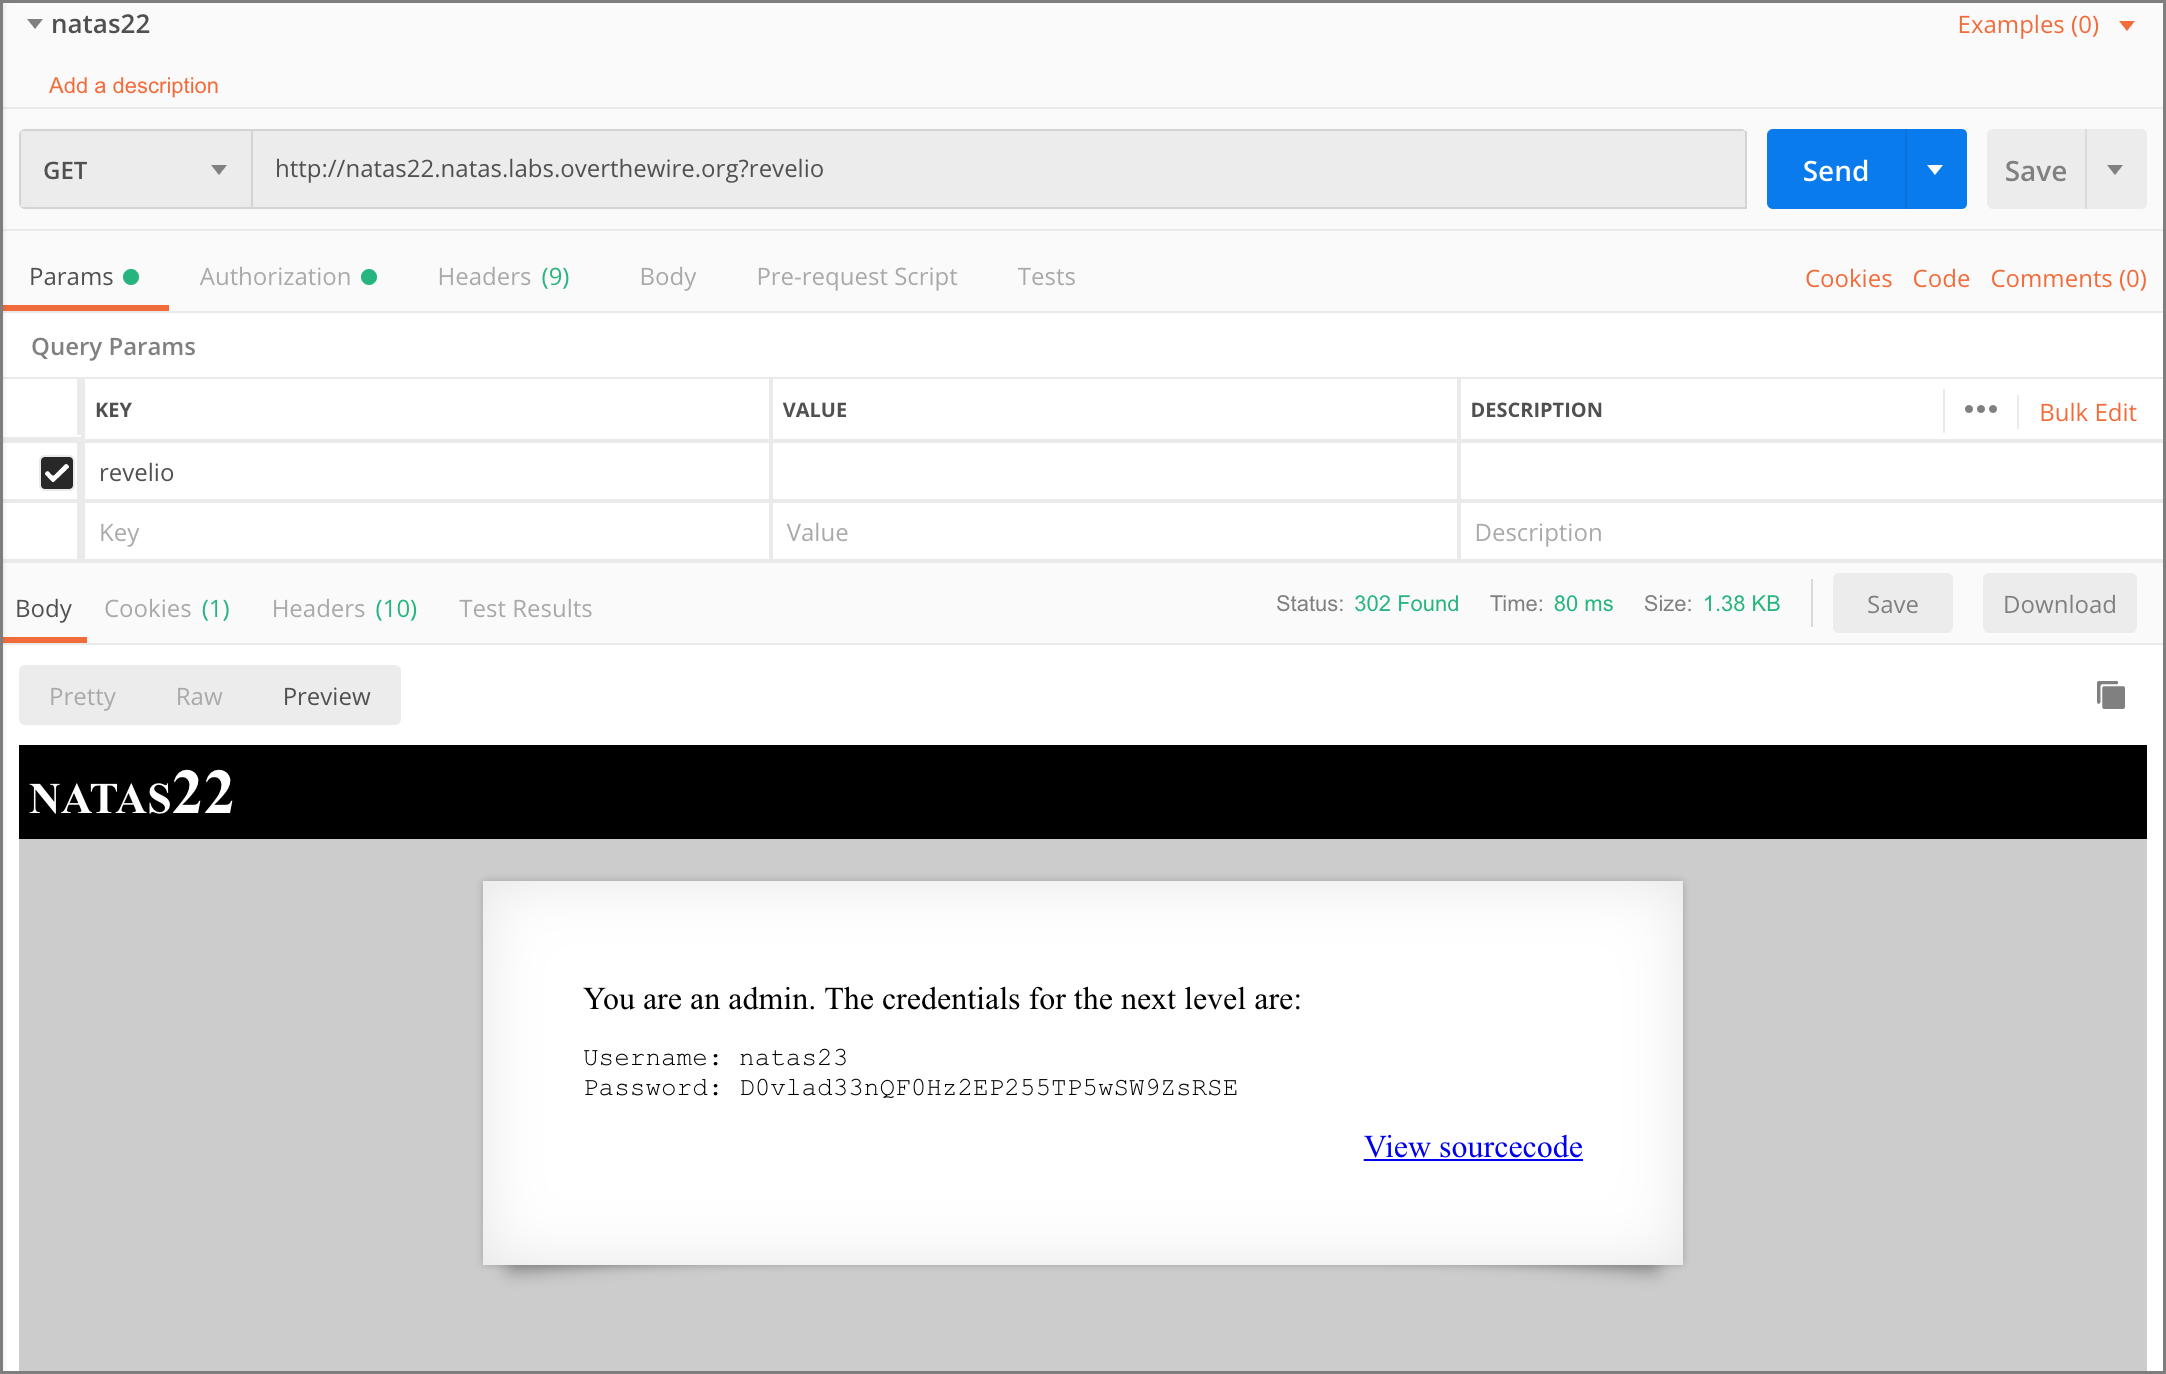 natas22
Examples (0)
Add a description
GET
http://natas22.natas.labs.overthewire.org?revelio
Send
Save
Params
Authorization
Headers (9)
Body
Pre-request Script
Tests
Cookies
Code
Comments (0)
Query Params
KEY
VALUE
DESCRIPTION
Bulk Edit
revelio
Key
Value
Description
Body
Cookies (1)
Headers (10)
Test Results
Status: 302 Found
Time: 80 ms
Size: 1.38 KB
Save
Download
Pretty
Raw
Preview
NATAS22
You are an admin. The credentials for the next level are:
Username: natas23
Password: D0vlad33nQF0Hz2EP255TP5wSW9ZsRSE
View sourcecode